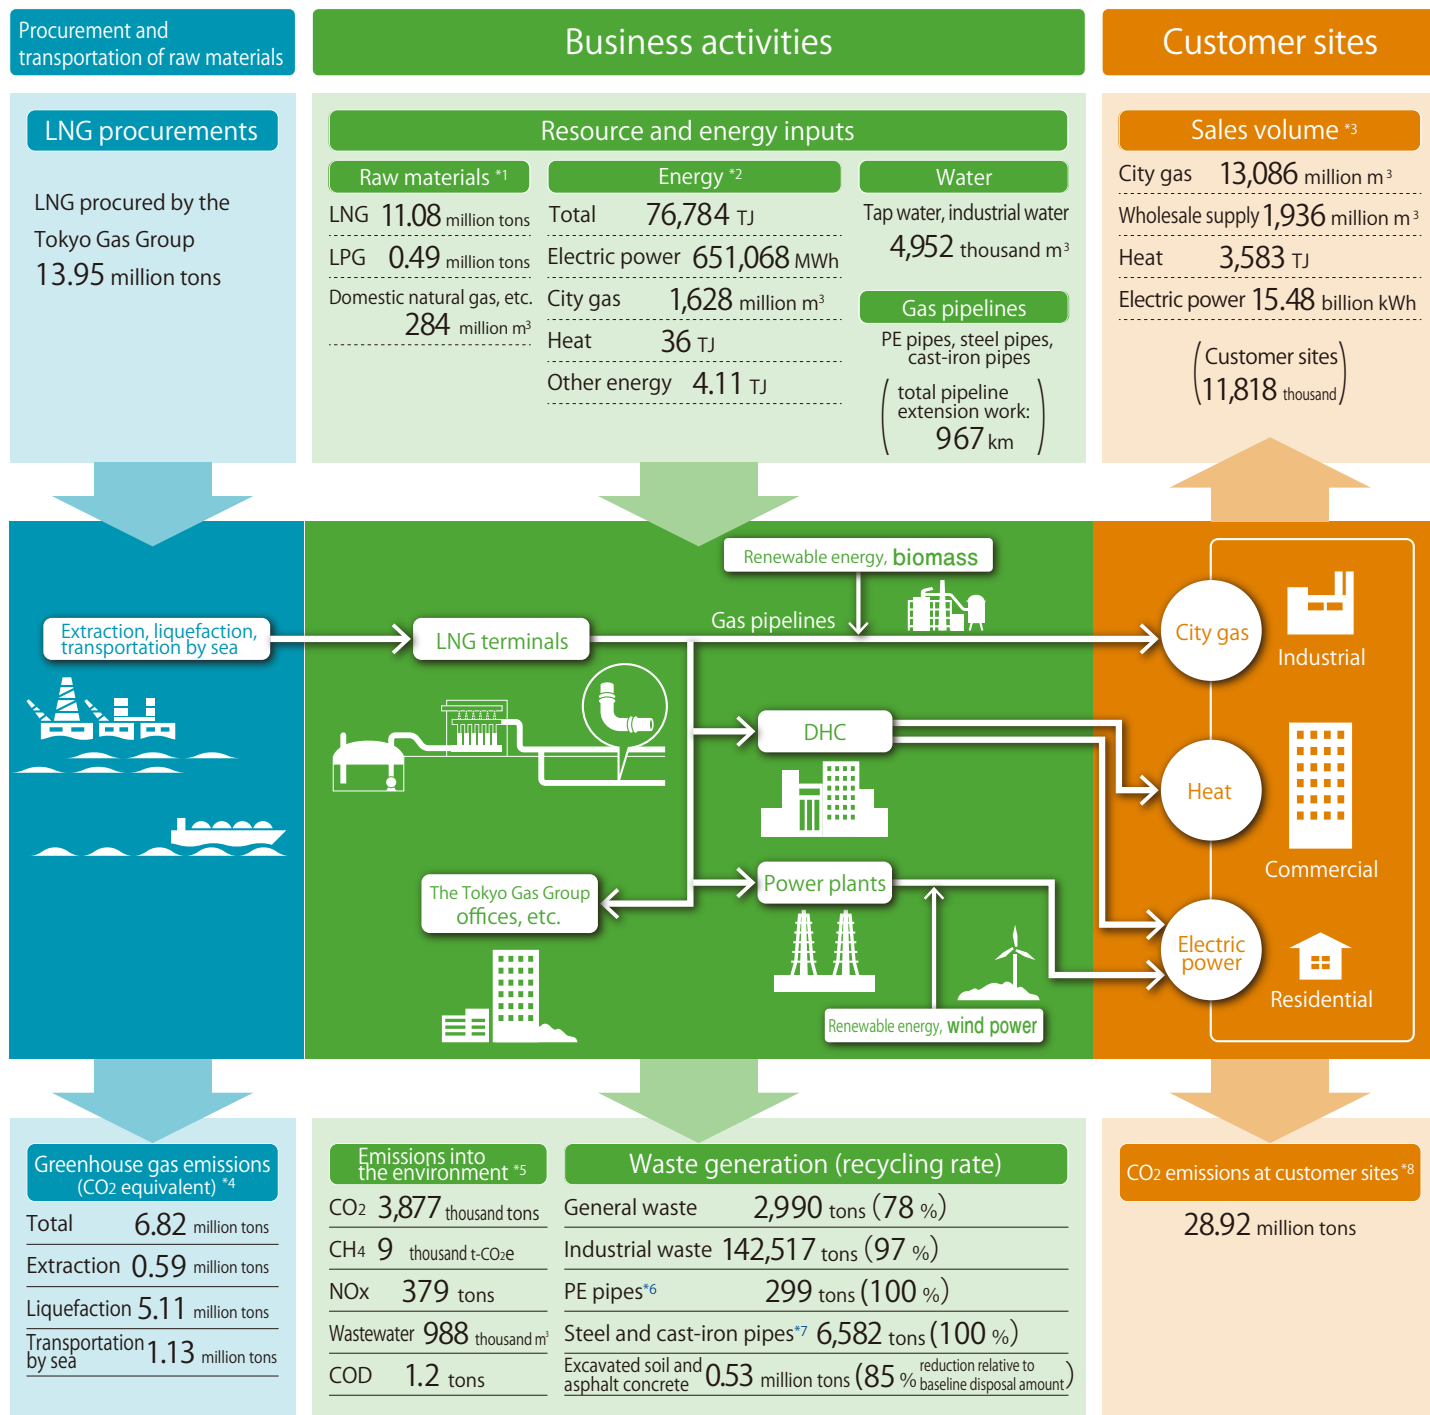 Procurement and
transportation of raw materials
Business activities
Customer sites
LNG procurements
LNG procured by the
Tokyo Gas Group
13.95 million tons
Resource and energy inputs
Raw materials *1
LNG 11.08 million tons
LPG 0.49 million tons
Domestic natural gas, etc.
284 million m³
Energy *2
Total 76,784 TJ
Electric power 651,068 MWh
City gas 1,628 million m³
Heat 36 TJ
Other energy 4.11 TJ
Water
Tap water, industrial water
4,952 thousand m³
Gas pipelines
PE pipes, steel pipes,
cast-iron pipes
(total pipeline
extension work:
967 km)
Sales volume *3
City gas 13,086 million m³
Wholesale supply 1,936 million m³
Heat 3,583 TJ
Electric power 15.48 billion kWh
(Customer sites
11,818 thousand)
Renewable energy, biomass
Extraction, liquefaction,
transportation by sea
LNG terminals
Gas pipelines
City gas
Industrial
DHC
Heat
Commercial
The Tokyo Gas Group
offices, etc.
Power plants
Electric
power
Residential
Renewable energy, wind power
Greenhouse gas emissions
(CO2 equivalent) *4
Total 6.82 million tons
Extraction 0.59 million tons
Liquefaction 5.11 million tons
Transportation
by sea 1.13 million tons
Emissions into
the environment *5
CO2 3,877 thousand tons
CH4 9 thousand t-CO2e
NOx 379 tons
Wastewater 988 thousand m³
COD 1.2 tons
Waste generation (recycling rate)
General waste 2,990 tons (78 %)
Industrial waste 142,517 tons (97 %)
PE pipes*6 299 tons (100 %)
Steel and cast-iron pipes*7 6,582 tons (100 %)
Excavated soil and
asphalt concrete 0.53 million tons (85 % reduction relative to
baseline disposal amount)
CO2 emissions at customer sites *8
28.92 million tons